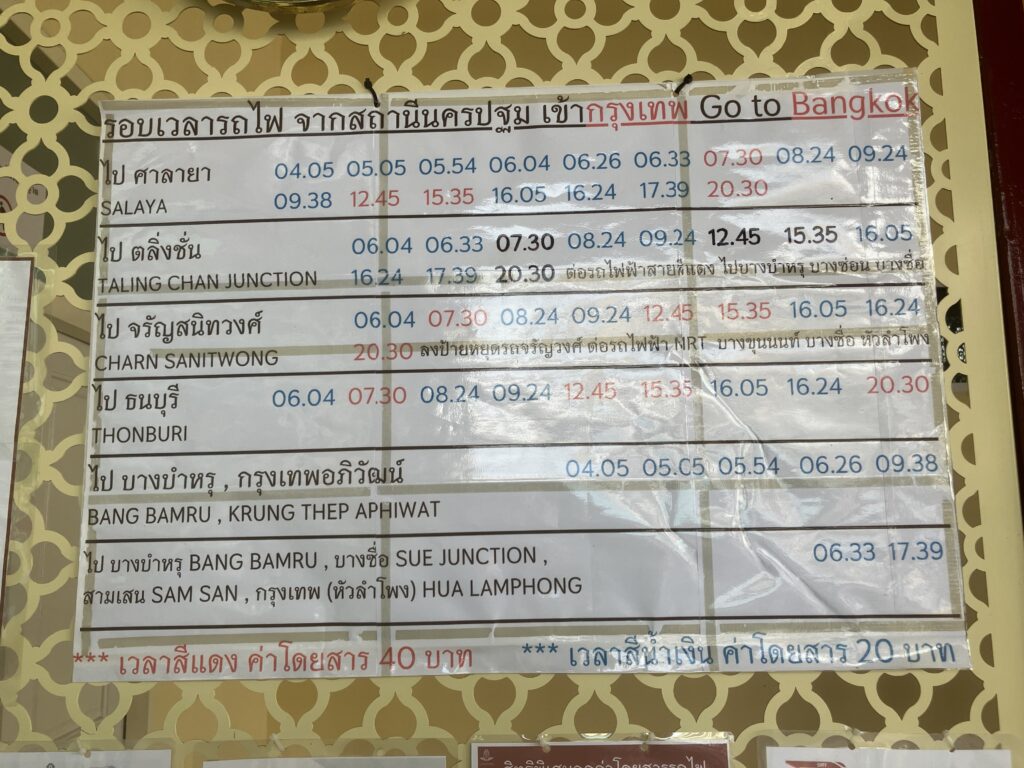 รอบเวลารถไฟ จากสถานีนครปฐม เข้ากรุงเทพ Go to Bangkok
ไป ศาลายา 04.05 05.05 05.54 06.04 06.26 06.33 07.30 08.24 09.24
SALAYA 09.38 12.45 15.35 16.05 16.24 17.39 20.30
ไป ตลิ่งชั่น 06.04 06.33 07.30 08.24 09.24 12.45 15.35 16.05
TALING CHAN JUNCTION 16.24 17.39 20.30 ต่อรถไฟฟ้าสายสีแดง ไปบางบำหรุ บางซ่อน บางซื่อ
ไป จรัญสนิทวงศ์ 06.04 07.30 08.24 09.24 12.45 15.35 16.05 16.24
CHARN SANITWONG 20.30 ลงป้ายหยุดรถจรัญวงศ์ ต่อรถไฟฟ้า NRT บางขุนนนท์ บางซื่อ หัวลำโพง
ไป ธนบุรี 06.04 07.30 08.24 09.24 12.45 15.35 16.05 16.24 20.30
THONBURI
ไป บางบำหรุ , กรุงเทพอภิวัฒน์ 04.05 05.05 05.54 06.26 09.38
BANG BAMRU , KRUNG THEP APHIWAT
ไป บางบำหรุ BANG BAMRU , บางซื่อ SUE JUNCTION , 06.33 17.39
สามเสน SAM SAN , กรุงเทพ (หัวลำโพง) HUA LAMPHONG
*** เวลาสีแดง ค่าโดยสาร 40 บาท *** เวลาสีน้ำเงิน ค่าโดยสาร 20 บาท